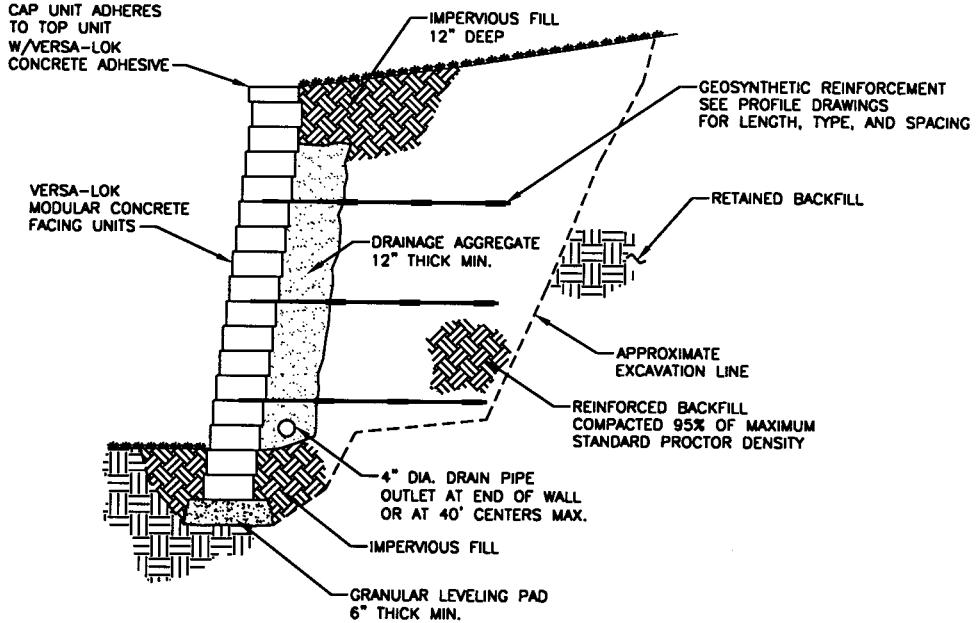 CAP UNIT ADHERES
TO TOP UNIT
W/VERSA-LOK
CONCRETE ADHESIVE
IMPERVIOUS FILL
12" DEEP
GEOSYNTHETIC REINFORCEMENT
SEE PROFILE DRAWINGS
FOR LENGTH, TYPE, AND SPACING
VERSA-LOK
MODULAR CONCRETE
FACING UNITS
RETAINED BACKFILL
DRAINAGE AGGREGATE
12" THICK MIN.
APPROXIMATE
EXCAVATION LINE
REINFORCED BACKFILL
COMPACTED 95% OF MAXIMUM
STANDARD PROCTOR DENSITY
4" DIA. DRAIN PIPE
OUTLET AT END OF WALL
OR AT 40' CENTERS MAX.
IMPERVIOUS FILL
GRANULAR LEVELING PAD
6" THICK MIN.